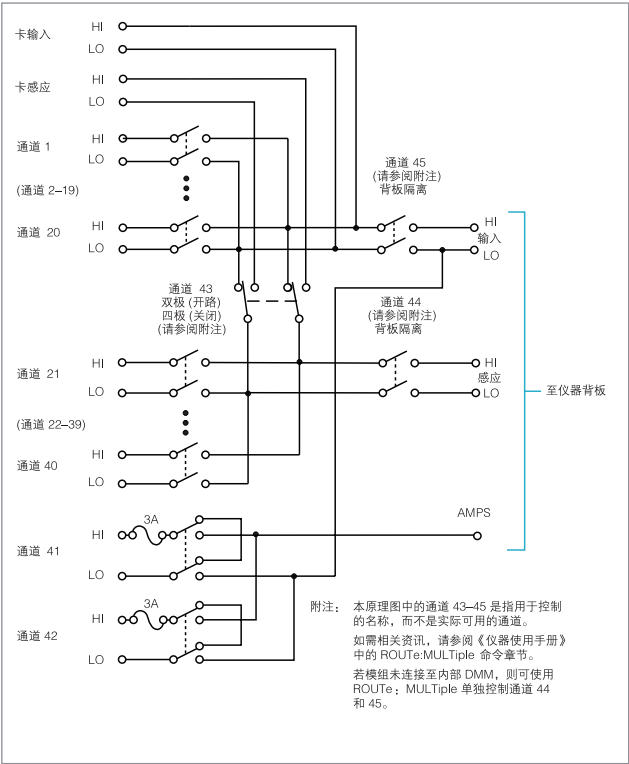 卡输入 HI
LO
卡感应 HI
LO
通道 1 HI
LO
(通道 2–19)
通道 20 HI
LO
通道 45
(请参阅附注)
背板隔离
HI
输入
LO
通道 43
双极 (开路)
四极 (关闭)
(请参阅附注)
通道 44
(请参阅附注)
背板隔离
通道 21 HI
LO
HI
感应
LO
至仪器背板
(通道 22–39)
通道 40 HI
LO
AMPS
3A
通道 41 HI
LO
3A
通道 42 HI
LO
附注： 本原理图中的通道 43–45 是指用于控制
的名称，而不是实际可用的通道。
如需相关资讯，请参阅《仪器使用手册》
中的 ROUTe:MULTiple 命令章节。
若模组未连接至内部 DMM，则可使用
ROUTe：MULTiple 单独控制通道 44
和 45。